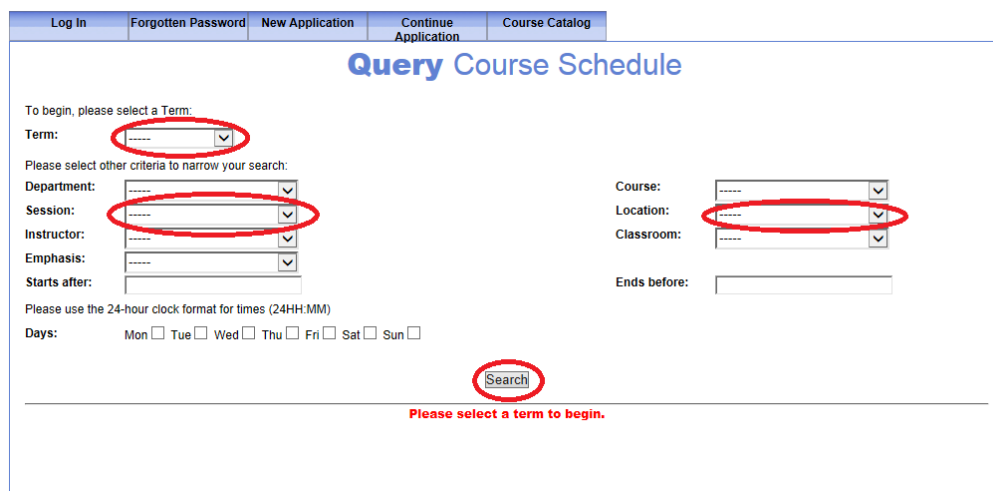 Log In Forgotten Password New Application Continue Application Course Catalog
Query Course Schedule
To begin, please select a Term:
Term: -----
Please select other criteria to narrow your search:
Department: ----- Course: -----
Session: ----- Location: -----
Instructor: ----- Classroom: -----
Emphasis: -----
Starts after: Ends before:
Please use the 24-hour clock format for times (24HH:MM)
Days: Mon Tue Wed Thu Fri Sat Sun
Search
Please select a term to begin.